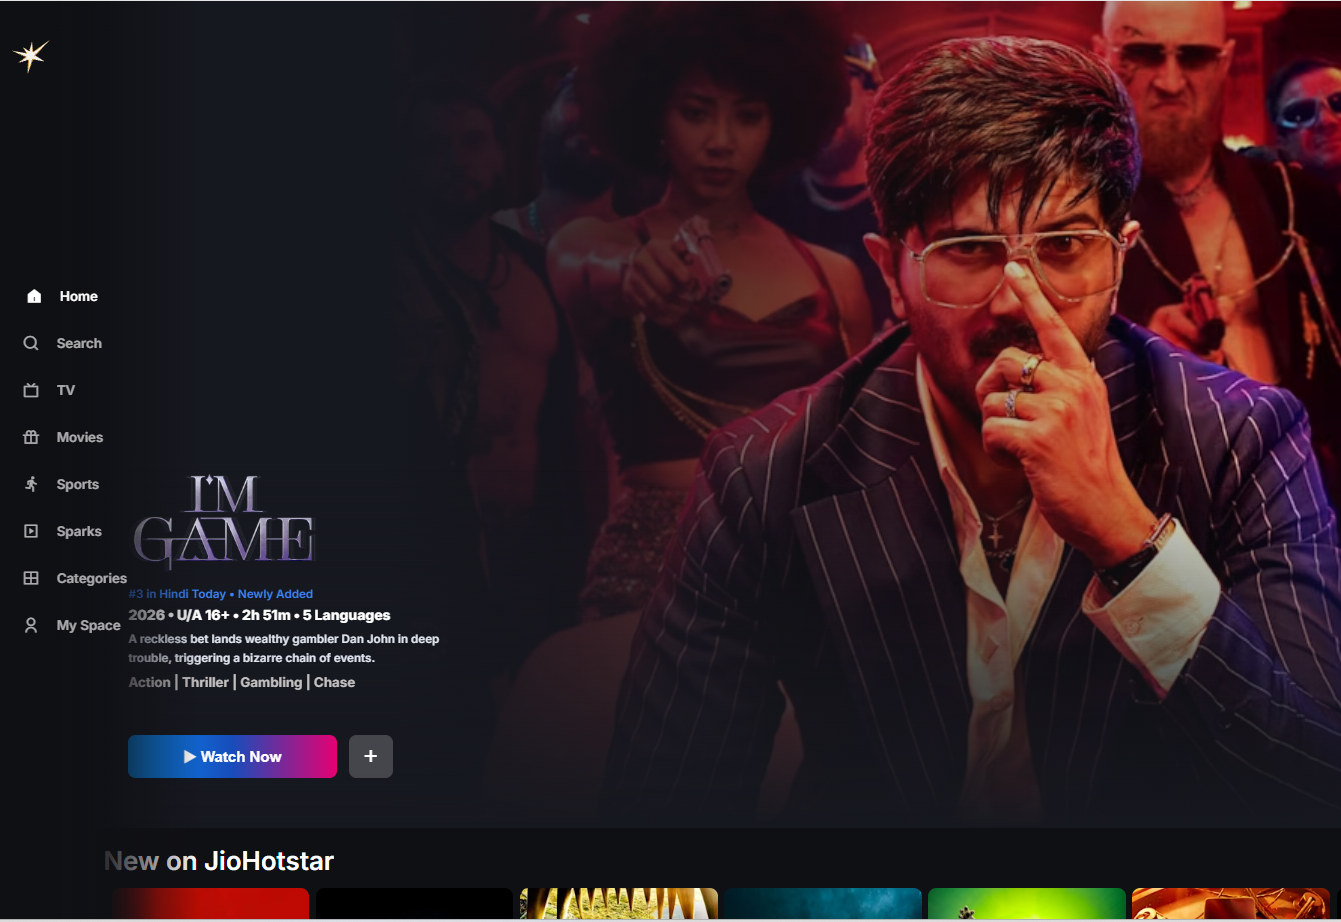 Home
Search
TV
Movies
Sports
Sparks
Categories
My Space
I'M
GAME
#3 in Hindi Today • Newly Added
2026 • U/A 16+ • 2h 51m • 5 Languages
A reckless bet lands wealthy gambler Dan John in deep
trouble, triggering a bizarre chain of events.
Action | Thriller | Gambling | Chase
Watch Now
+
New on JioHotstar